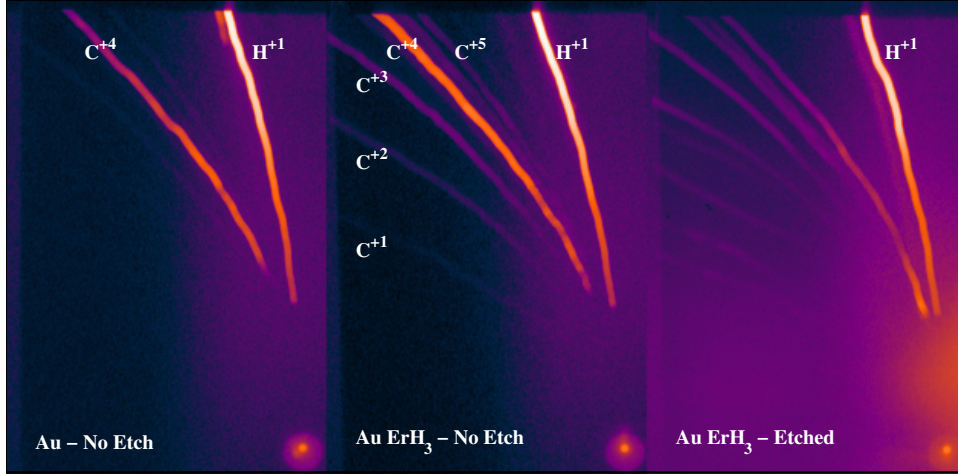 C+4 H+1
C+4 C+5 H+1
H+1
C+3
C+2
C+1
Au – No Etch
Au ErH3 – No Etch
Au ErH3 – Etched